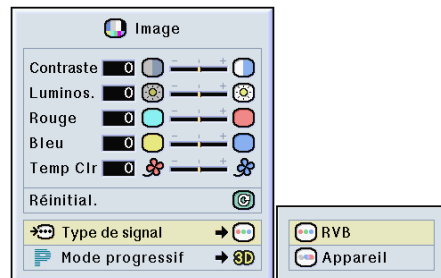 Image
Contraste 0
Luminos. 0
Rouge 0
Bleu 0
Temp Clr 0
Réinitial.
Type de signal
Mode progressif 3D
RVB
Appareil